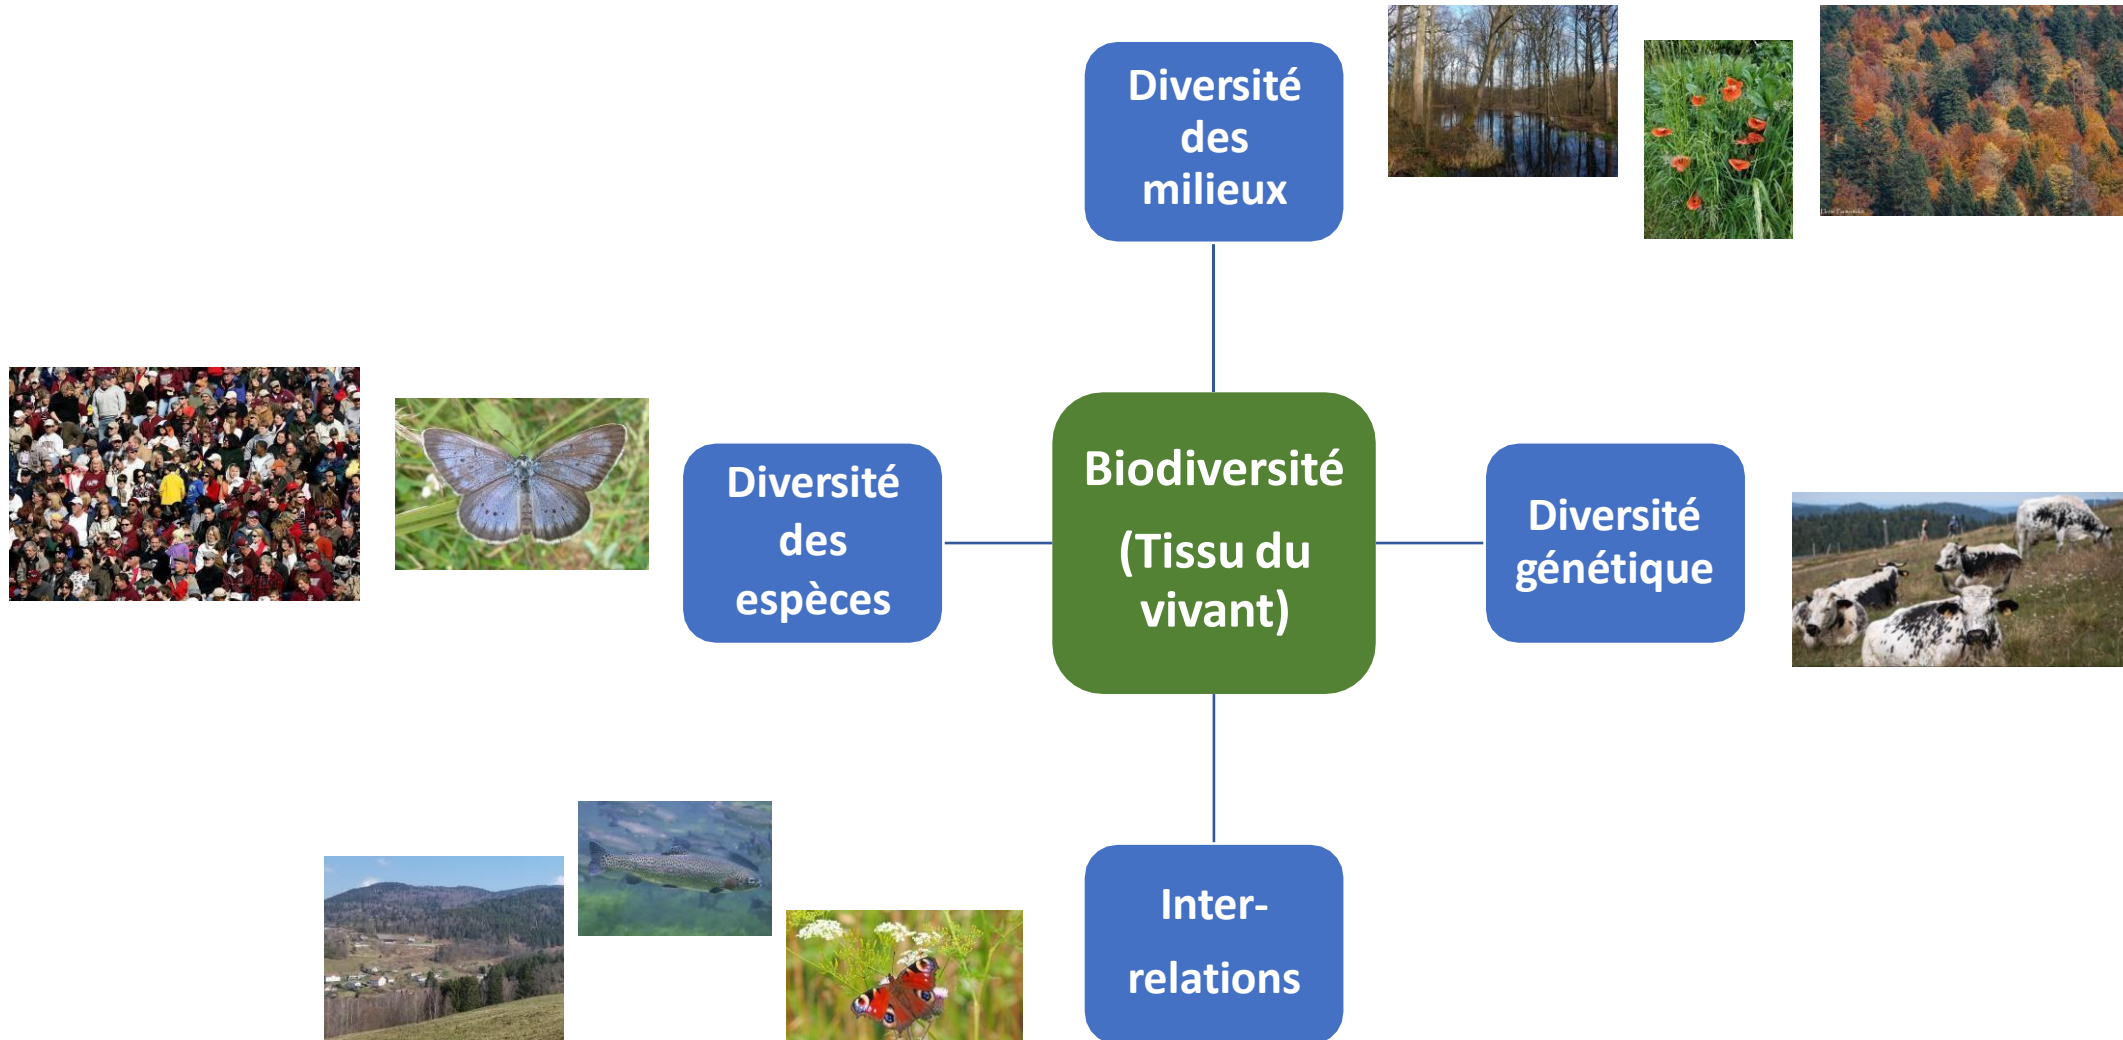 Diversité
des
milieux
Diversité
des
espèces
Biodiversité
(Tissu du
vivant)
Diversité
génétique
Inter-
relations